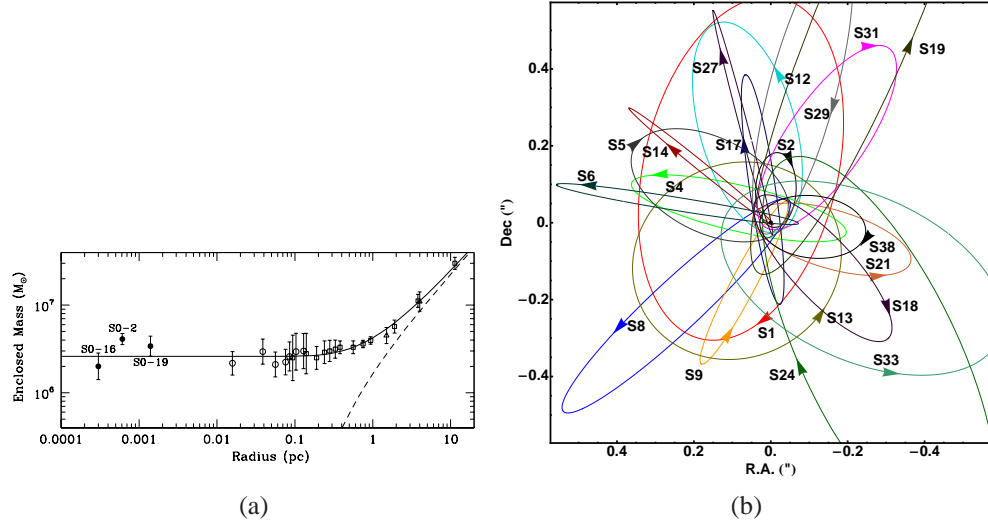 Enclosed Mass (M⊙)
10⁷
10⁶
S0-16
S0-2
S0-19
0.0001
0.001
0.01
0.1
1
10
Radius (pc)
(a)
Dec (")
0.4
0.2
0.
−0.2
−0.4
S31
S19
S27
S12
S29
S5
S14
S17
S2
S6
S4
S38
S21
S18
S8
S13
S1
S33
S9
S24
0.4
0.2
0.
−0.2
−0.4
R.A. (")
(b)